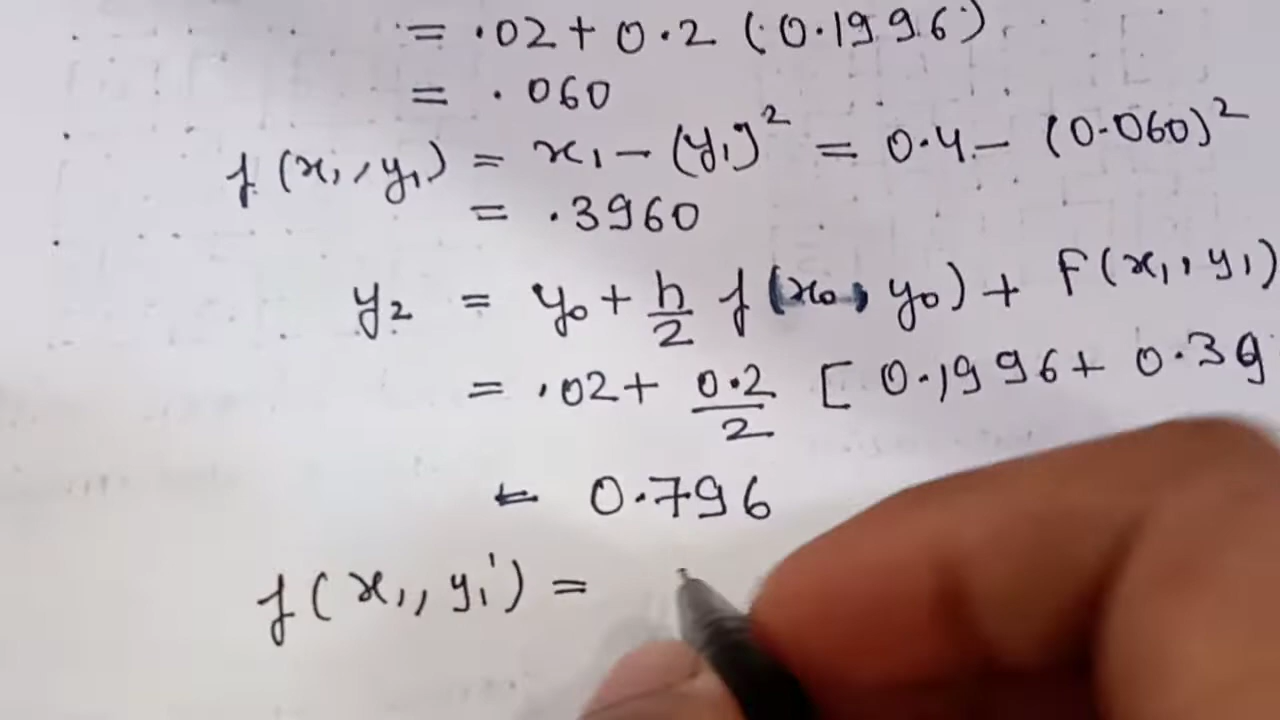 = .02 + 0.2 (0.1996)
= .060
f(x₁, y₁) = x₁ - (y₁)² = 0.4 - (0.060)²
= .3960
y₂ = y₀ + h/2 f(x₀, y₀) + F(x₁, y₁)
= .02 + 0.2/2 [0.1996 + 0.39
= 0.796
f(x₁, y₁') =